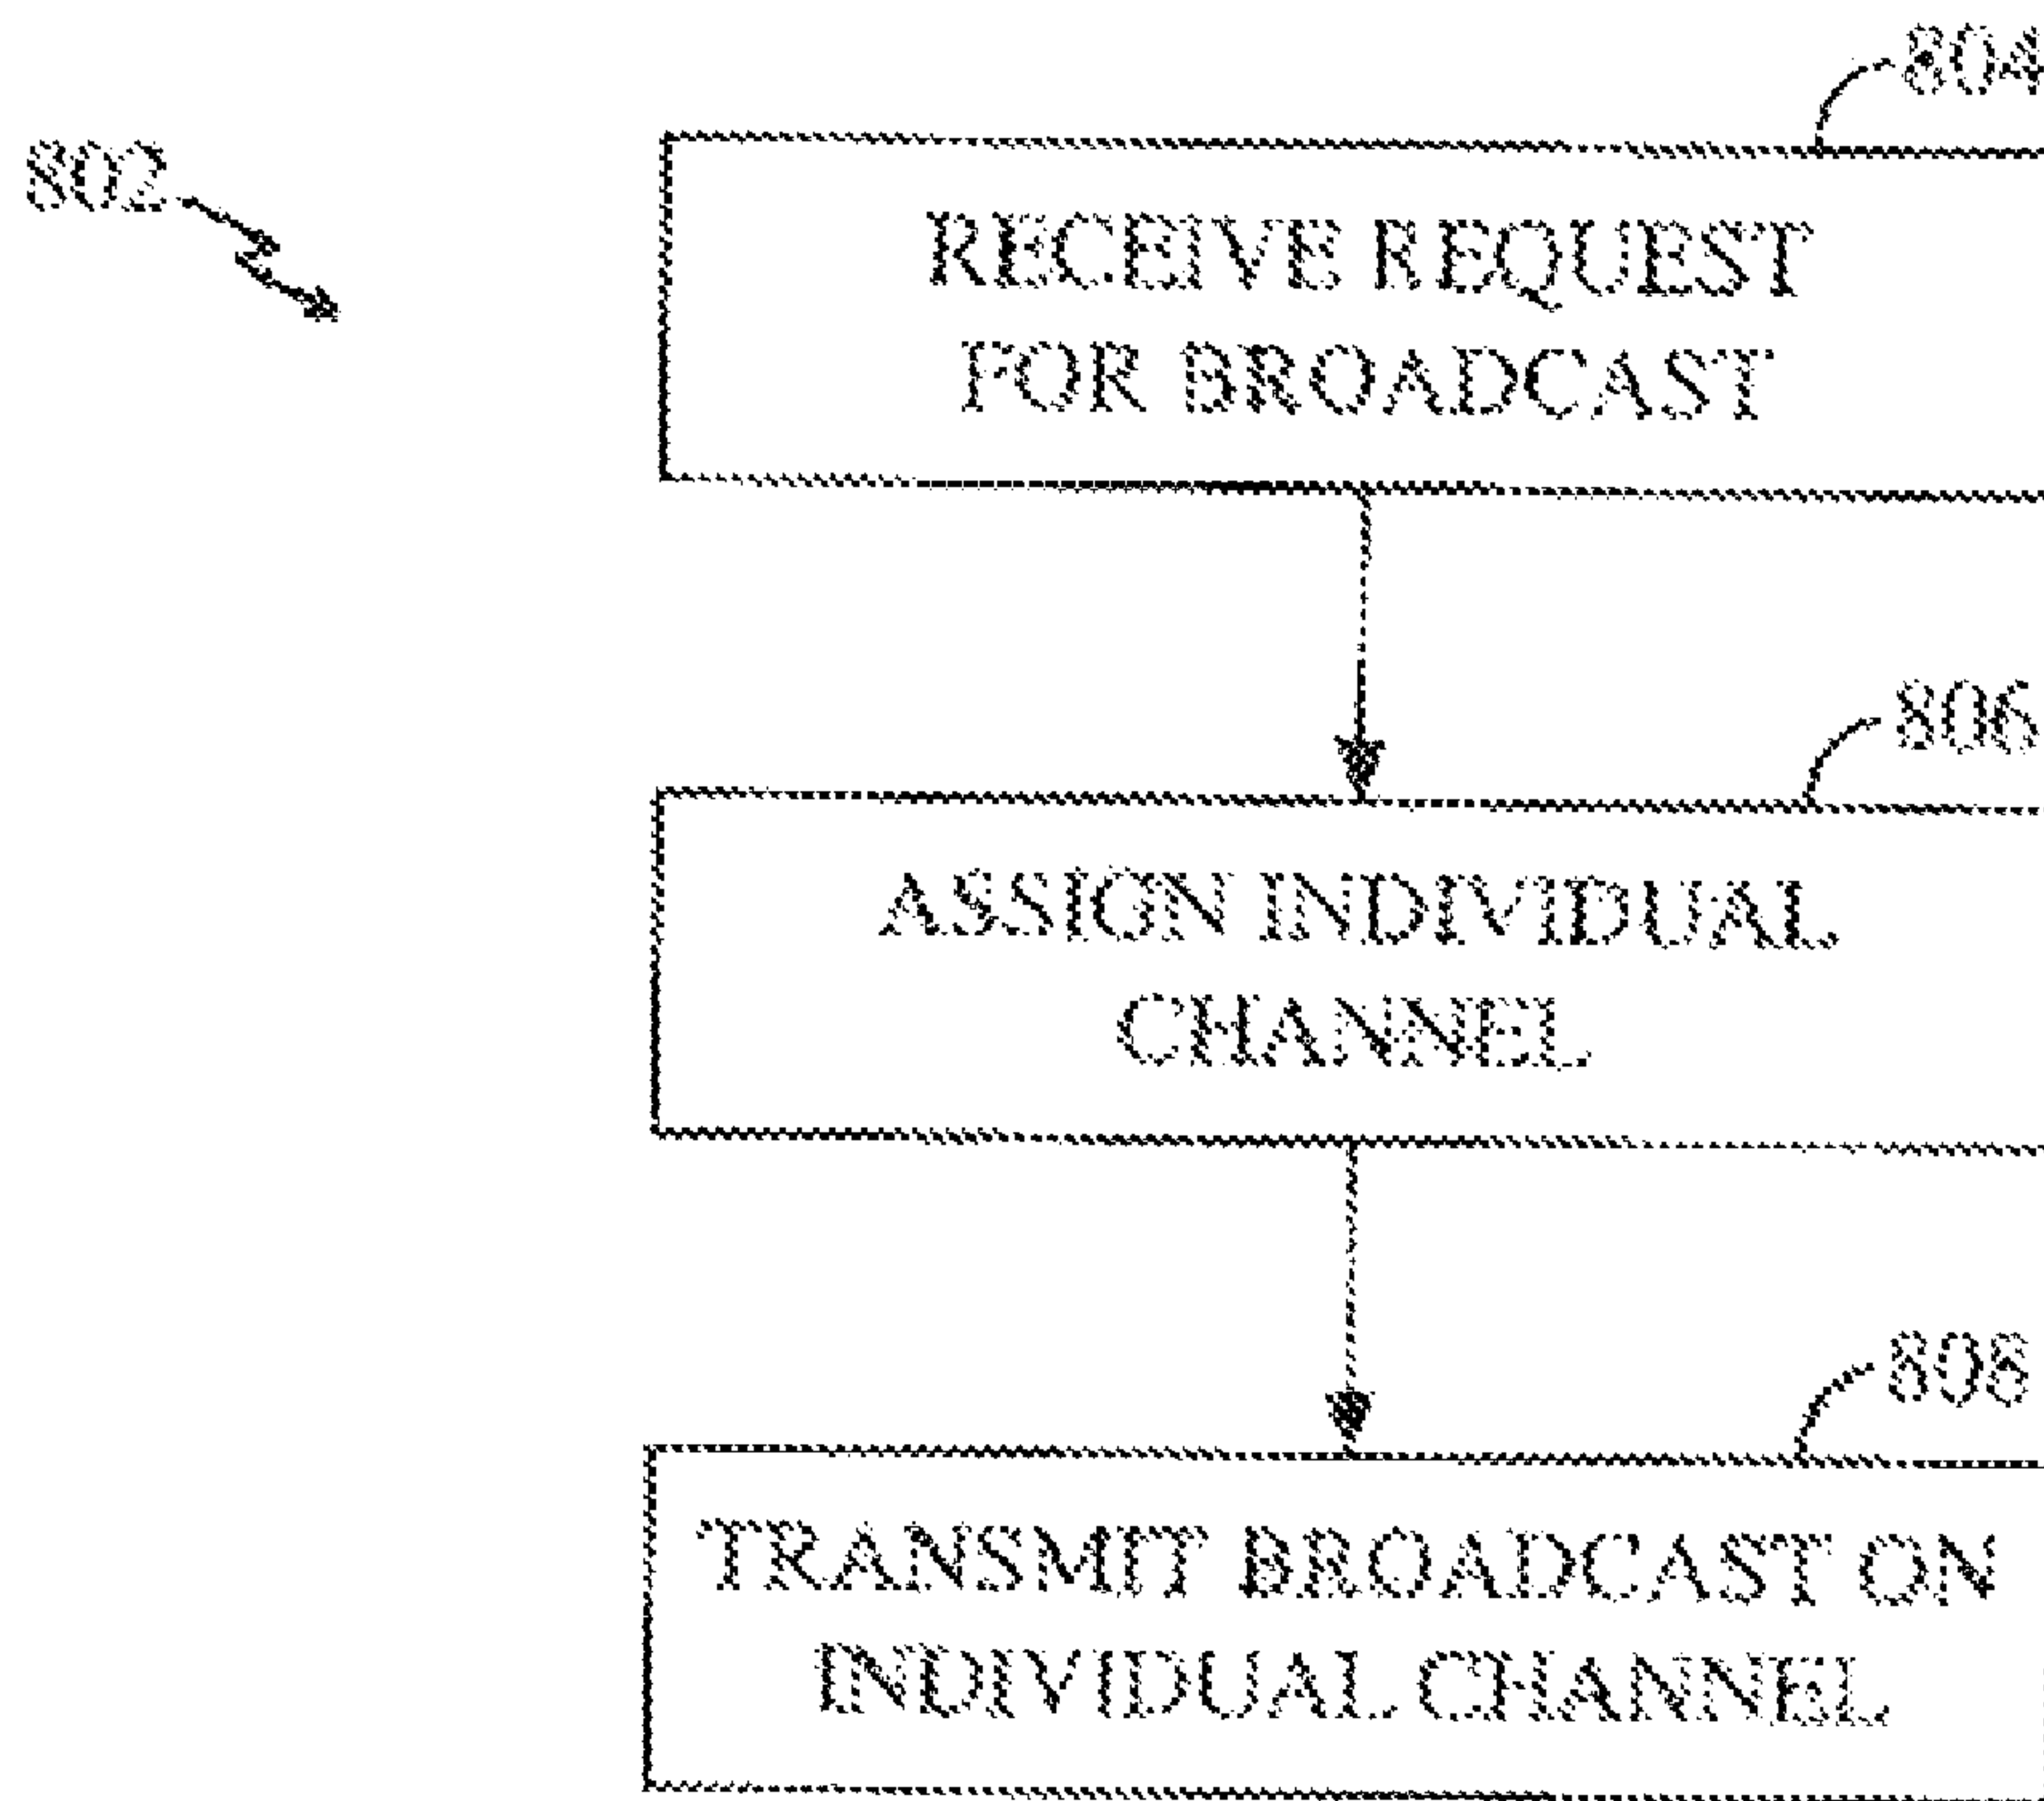 804
802
RECEIVE REQUEST
FOR BROADCAST
806
ASSIGN INDIVIDUAL
CHANNEL
808
TRANSMIT BROADCAST ON
INDIVIDUAL CHANNEL